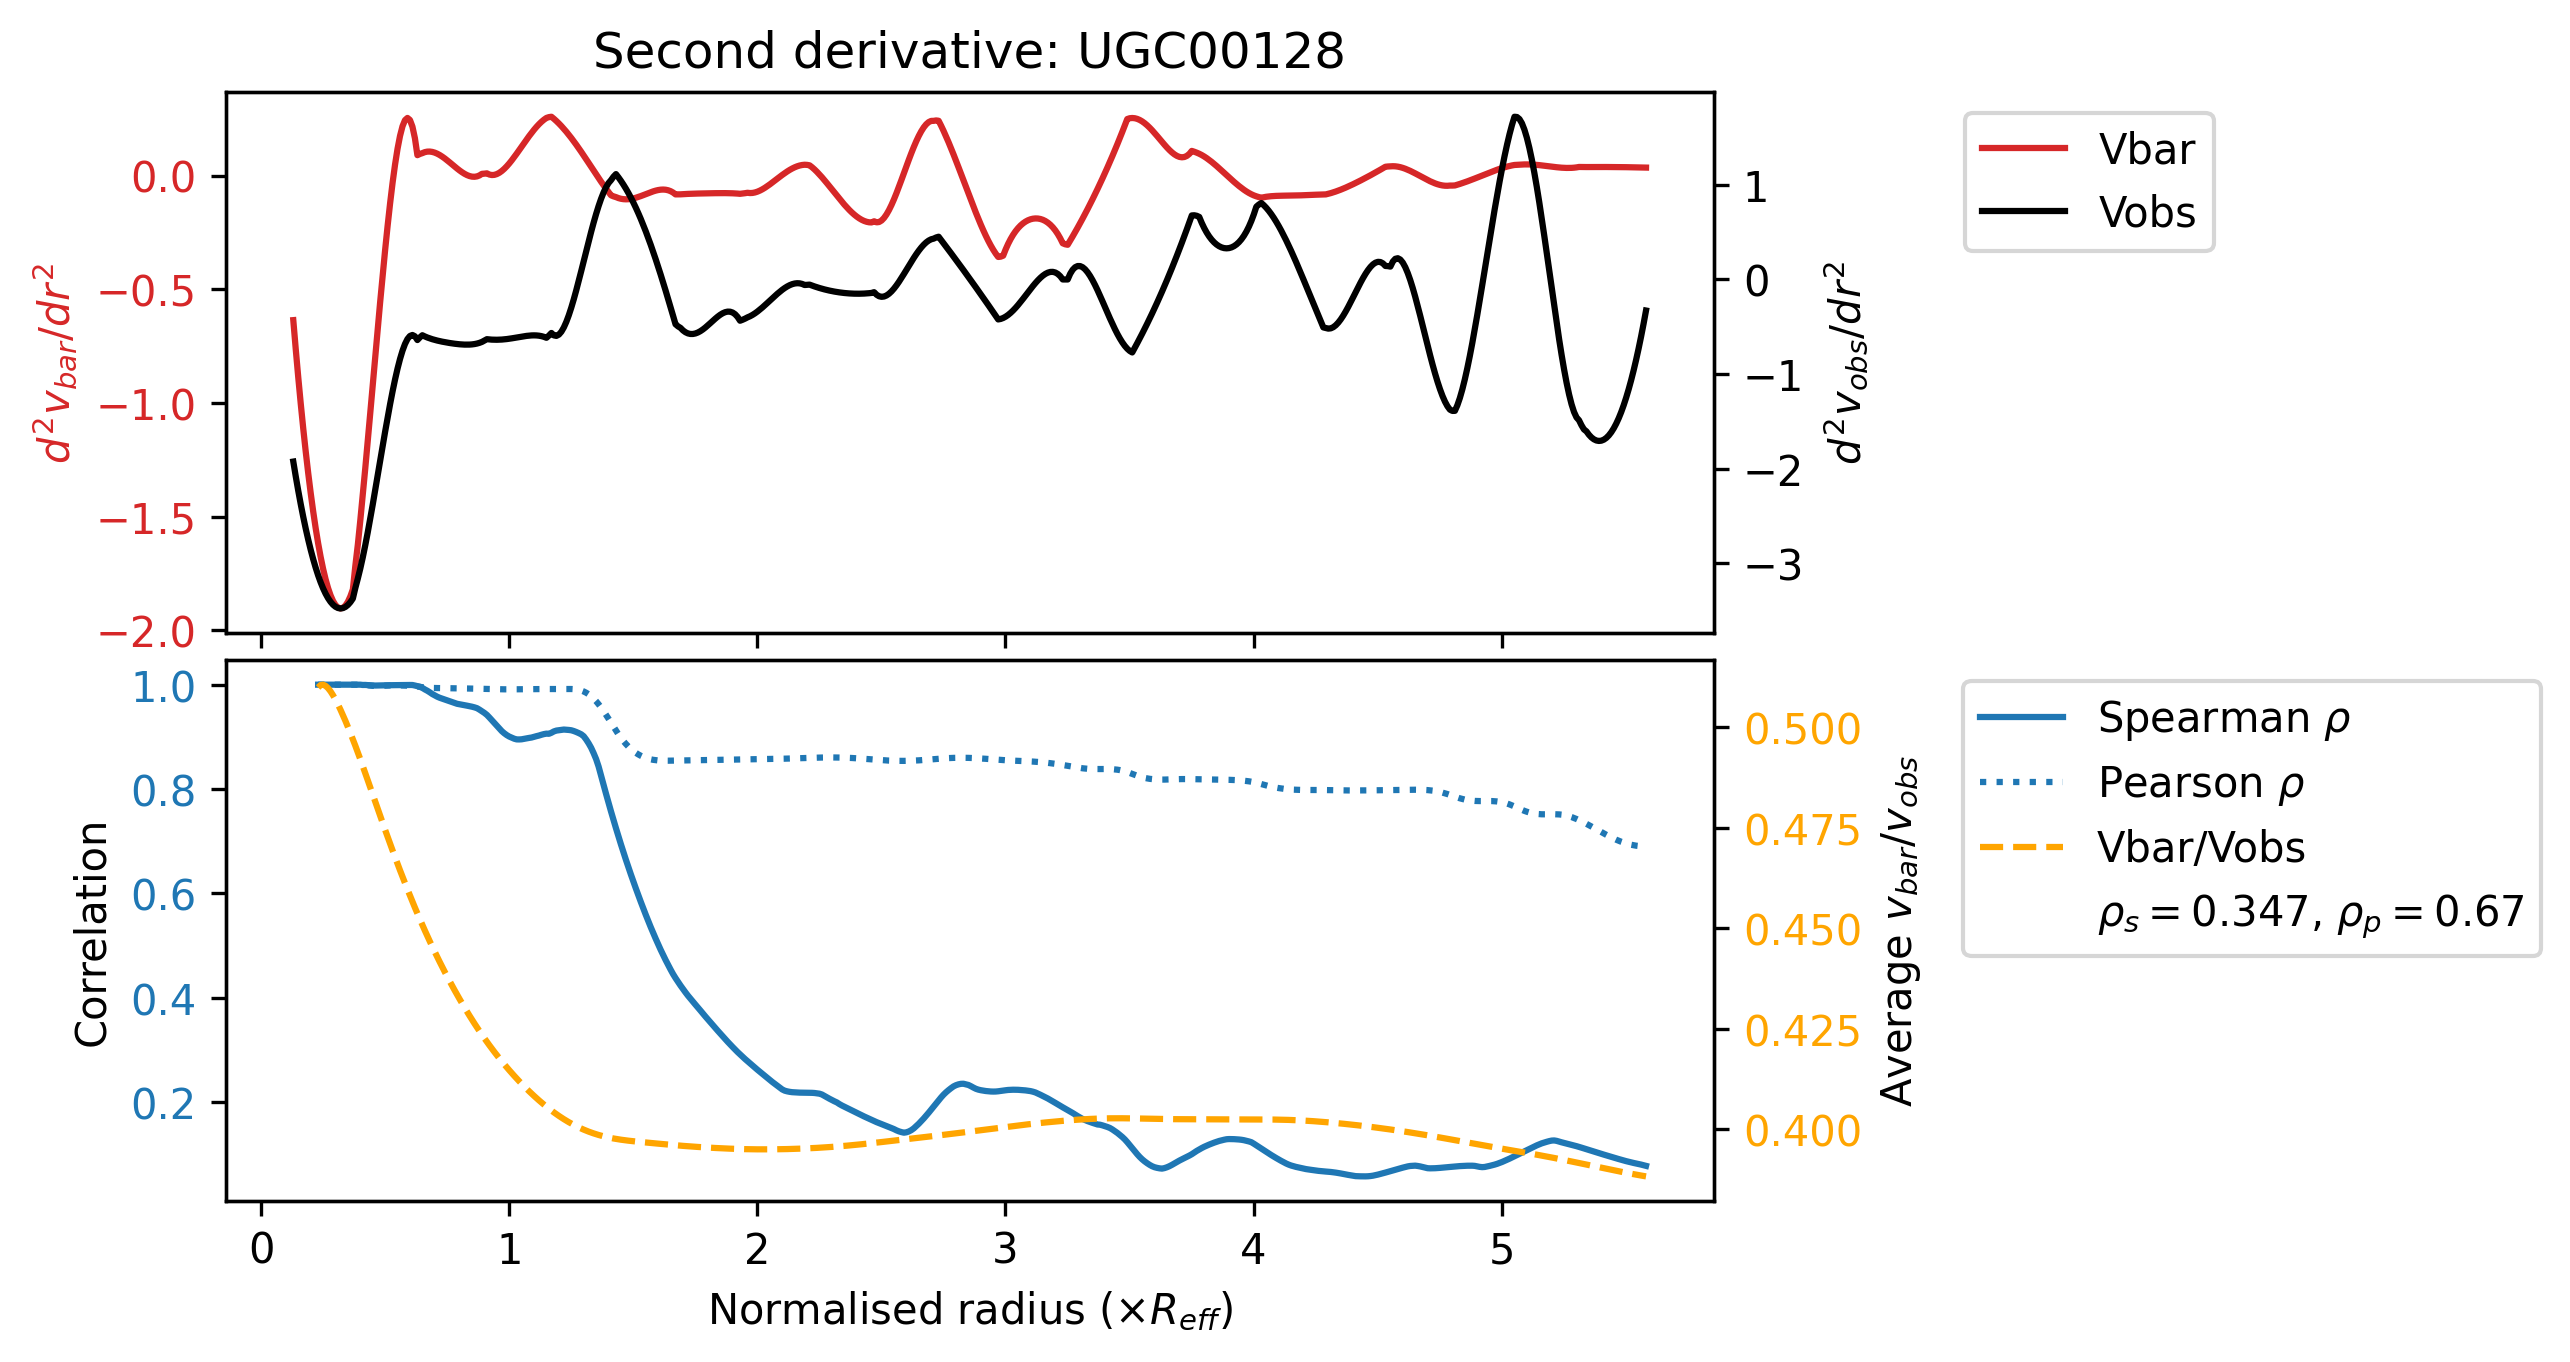 Second derivative: UGC00128
0.0
−0.5
−1.0
−1.5
−2.0
d²v_bar/dr²
1
0
−1
−2
−3
d²v_obs/dr²
Vbar
Vobs
1.0
0.8
0.6
0.4
0.2
Correlation
0.500
0.475
0.450
0.425
0.400
Average v_bar/v_obs
Spearman ρ
Pearson ρ
Vbar/Vobs
ρ_s = 0.347, ρ_p = 0.67
0 1 2 3 4 5
Normalised radius (×R_eff)